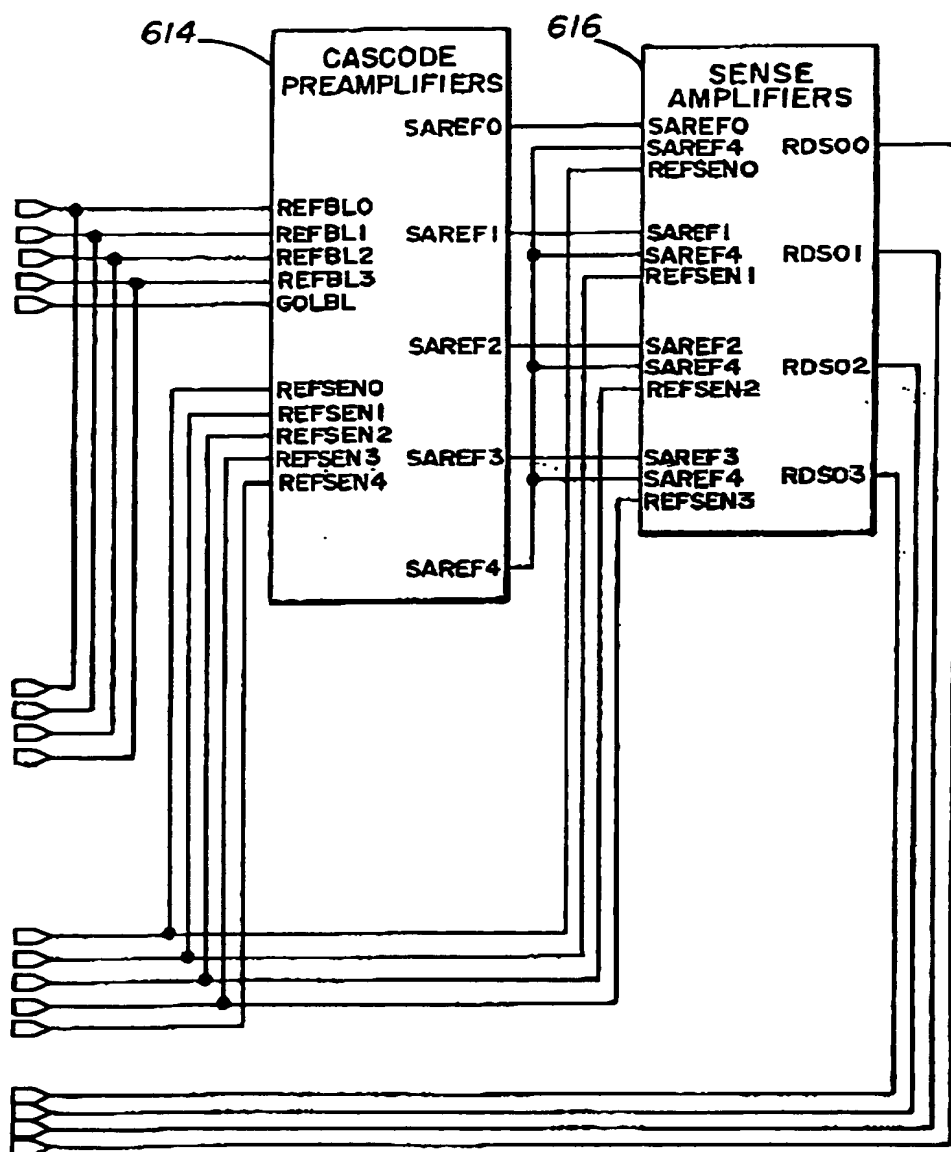 614
CASCODE
PREAMPLIFIERS
SAREF0
REFBL0
REFBL1
REFBL2
REFBL3
GOLBL
SAREF1
SAREF2
REFSEN0
REFSEN1
REFSEN2
REFSEN3
REFSEN4
SAREF3
SAREF4
616
SENSE
AMPLIFIERS
SAREF0
SAREF4
REFSEN0
RDS00
SAREF1
SAREF4
REFSEN1
RDS01
SAREF2
SAREF4
REFSEN2
RDS02
SAREF3
SAREF4
REFSEN3
RDS03